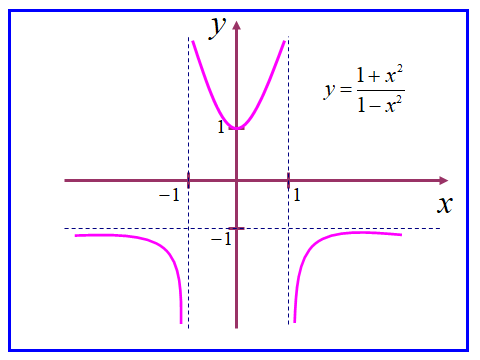 y
y = (1 + x²) / (1 − x²)
1
−1
1
x
−1